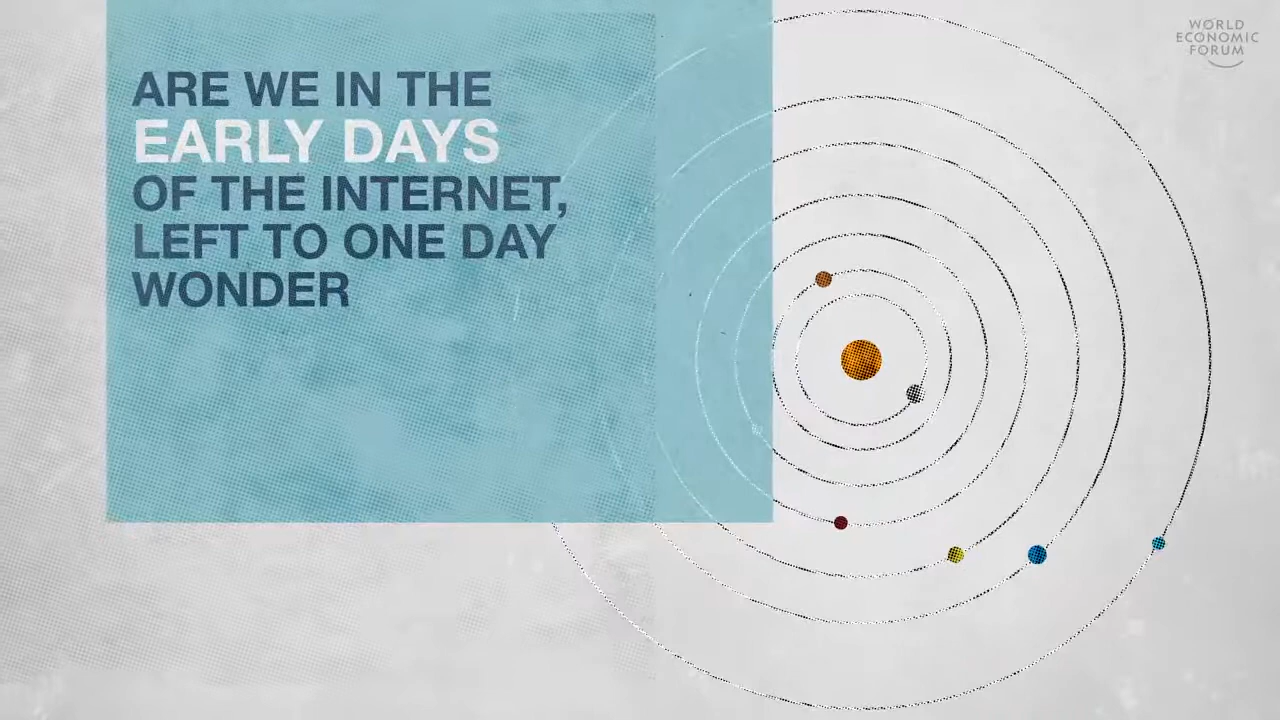 ARE WE IN THE
EARLY DAYS
OF THE INTERNET,
LEFT TO ONE DAY
WONDER
WORLD
ECONOMIC
FORUM